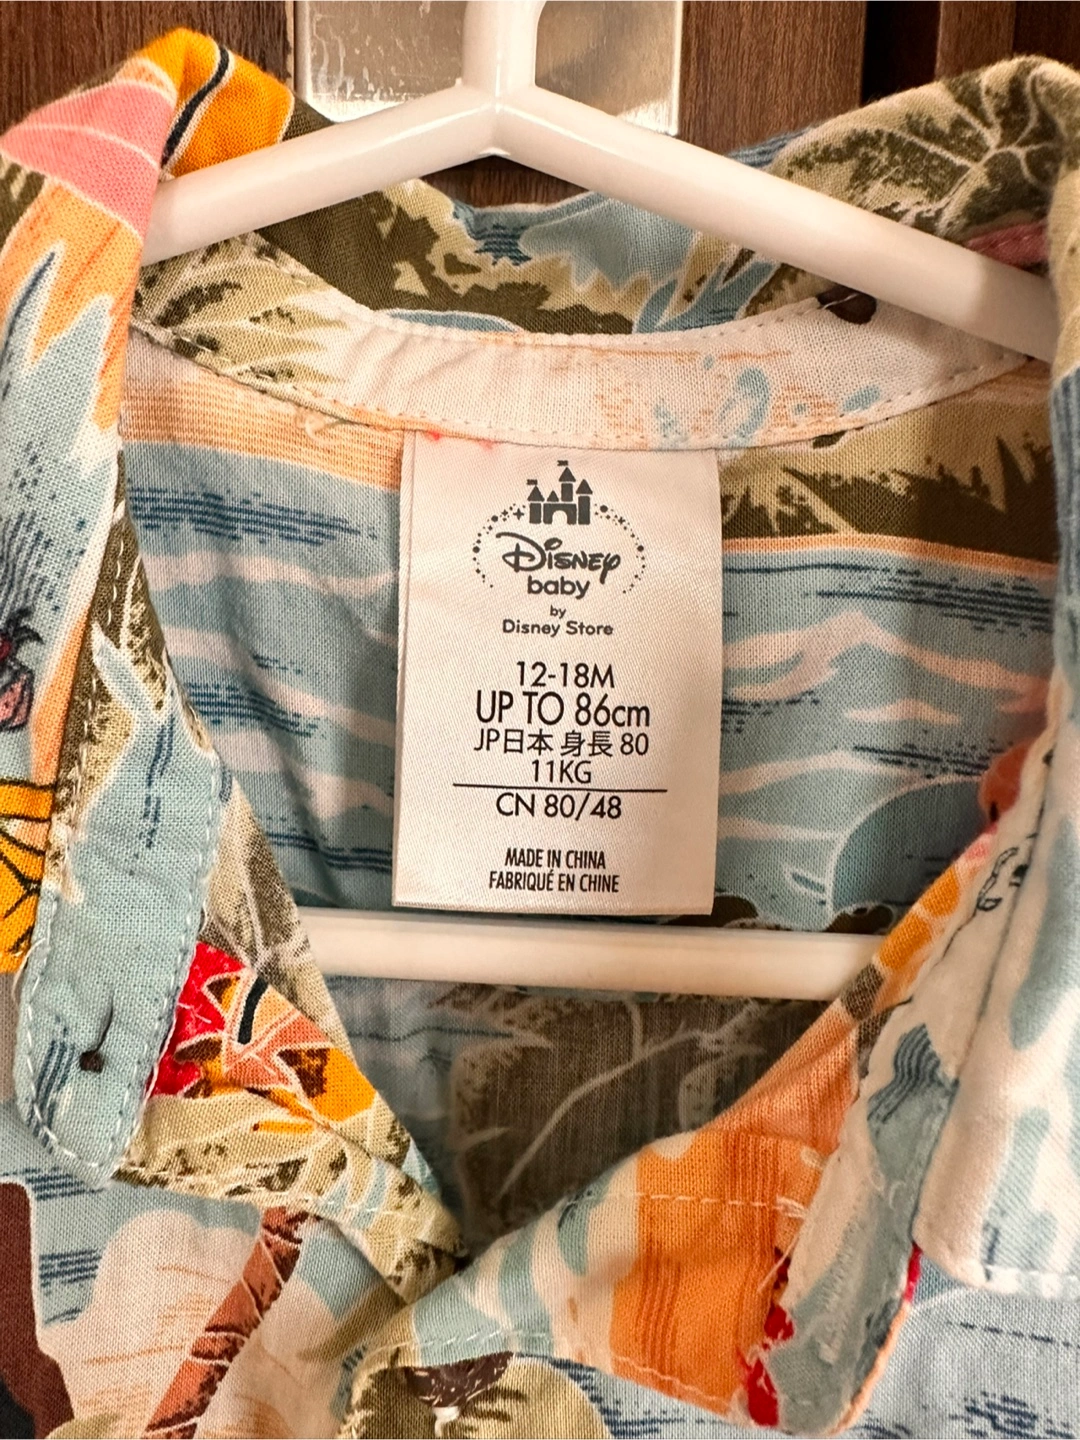 Disney
baby
by
Disney Store
12-18M
UP TO 86cm
JP日本 身長 80
11KG
CN 80/48
MADE IN CHINA
FABRIQUÉ EN CHINE